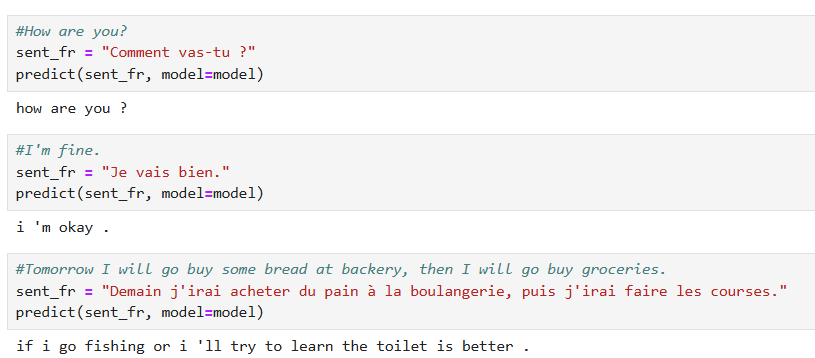 #How are you?
sent_fr = "Comment vas-tu ?"
predict(sent_fr, model=model)
how are you ?
#I'm fine.
sent_fr = "Je vais bien."
predict(sent_fr, model=model)
i 'm okay .
#Tomorrow I will go buy some bread at backery, then I will go buy groceries.
sent_fr = "Demain j'irai acheter du pain à la boulangerie, puis j'irai faire les courses."
predict(sent_fr, model=model)
if i go fishing or i 'll try to learn the toilet is better .